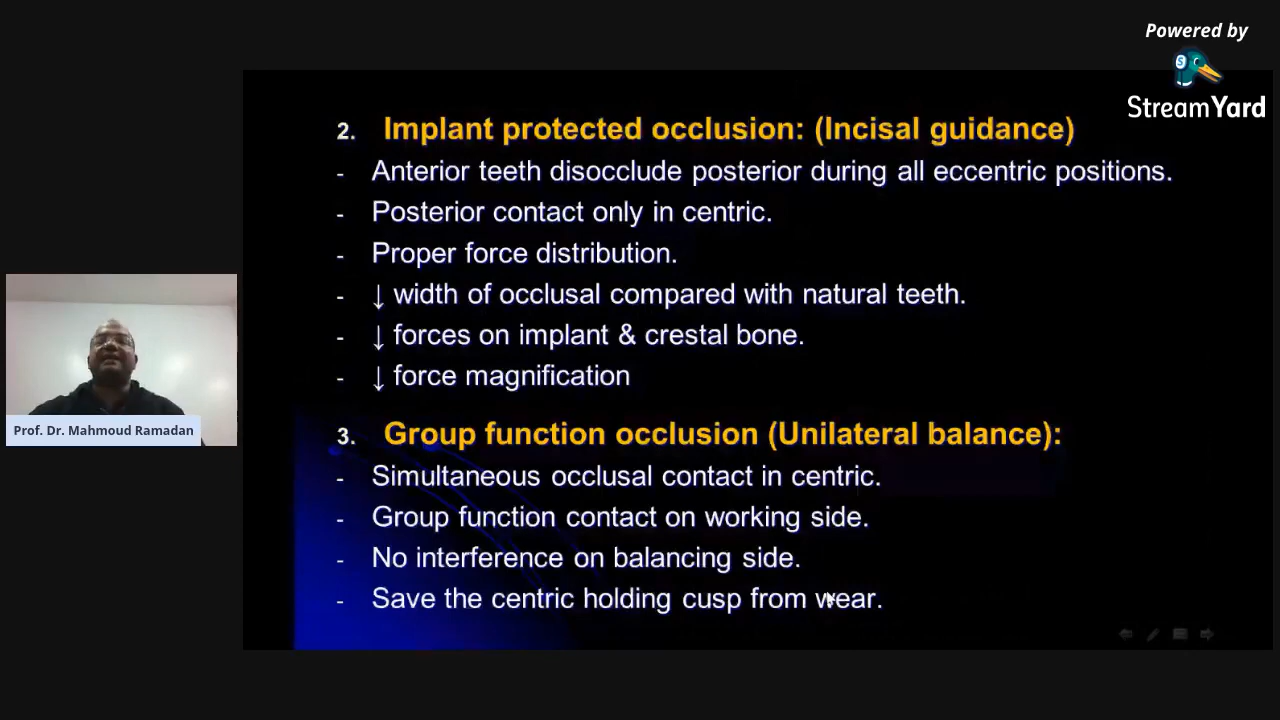 Powered by
StreamYard
2. Implant protected occlusion: (Incisal guidance)
- Anterior teeth disocclude posterior during all eccentric positions.
- Posterior contact only in centric.
- Proper force distribution.
- ↓ width of occlusal compared with natural teeth.
- ↓ forces on implant & crestal bone.
- ↓ force magnification
3. Group function occlusion (Unilateral balance):
- Simultaneous occlusal contact in centric.
- Group function contact on working side.
- No interference on balancing side.
- Save the centric holding cusp from wear.
Prof. Dr. Mahmoud Ramadan